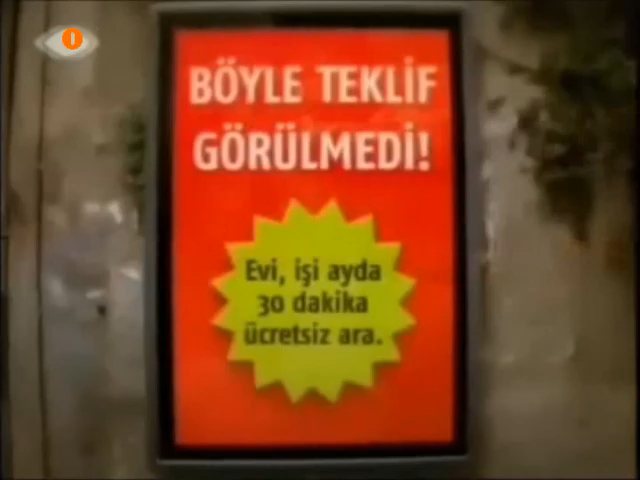 BÖYLE TEKLİF
GÖRÜLMEDİ!
Evi, işi ayda
30 dakika
ücretsiz ara.